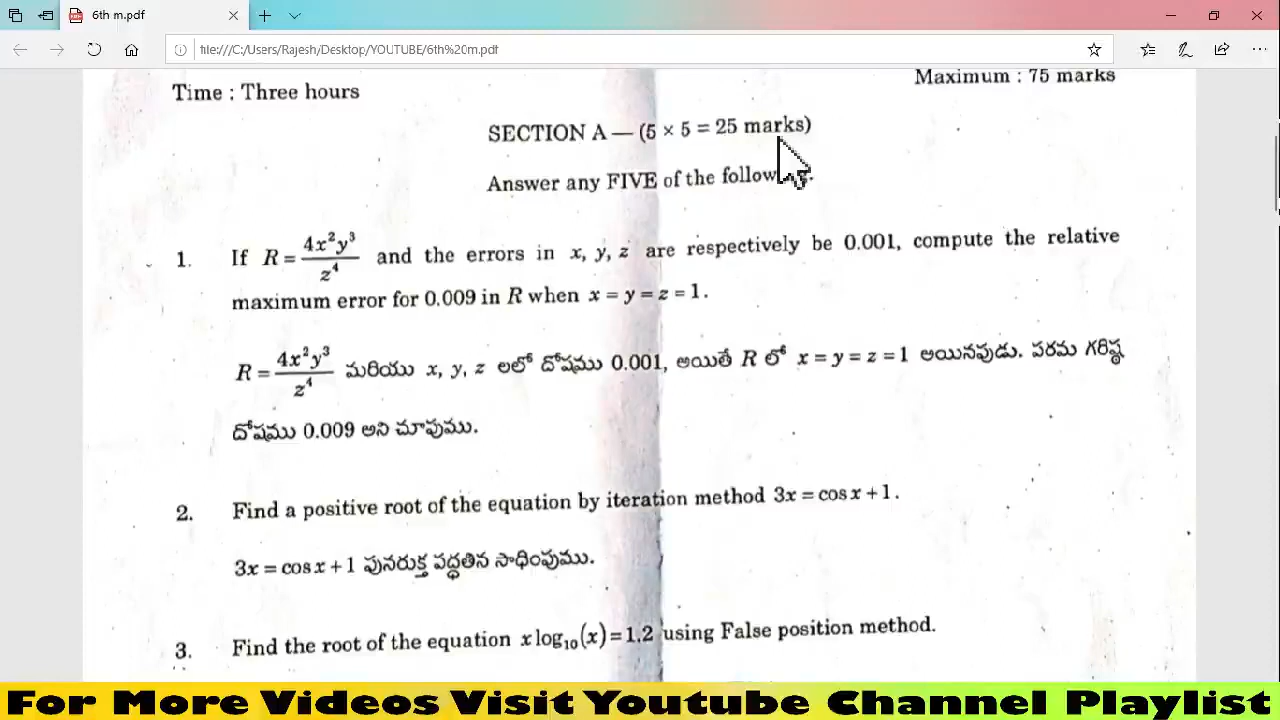 6th m.pdf
file:///C:/Users/Rajesh/Desktop/YOUTUBE/6th%20m.pdf
Time : Three hours
Maximum : 75 marks
SECTION A — (5 × 5 = 25 marks)
Answer any FIVE of the following.
1. If R = 4x²y³/z⁴ and the errors in x, y, z are respectively be 0.001, compute the relative
maximum error for 0.009 in R when x = y = z = 1.
R = 4x²y³/z⁴ మరియు x, y, z లలో దోషము 0.001, అయితే R లో x = y = z = 1 అయినపుడు. పరమ గరిష్ఠ
దోషము 0.009 అని చూపుము.
2. Find a positive root of the equation by iteration method 3x = cos x + 1.
3x = cos x + 1 పునరుక్త పద్ధతిన సాధింపుము.
3. Find the root of the equation x log₁₀(x) = 1.2 using False position method.
For More Videos Visit Youtube Channel Playlist